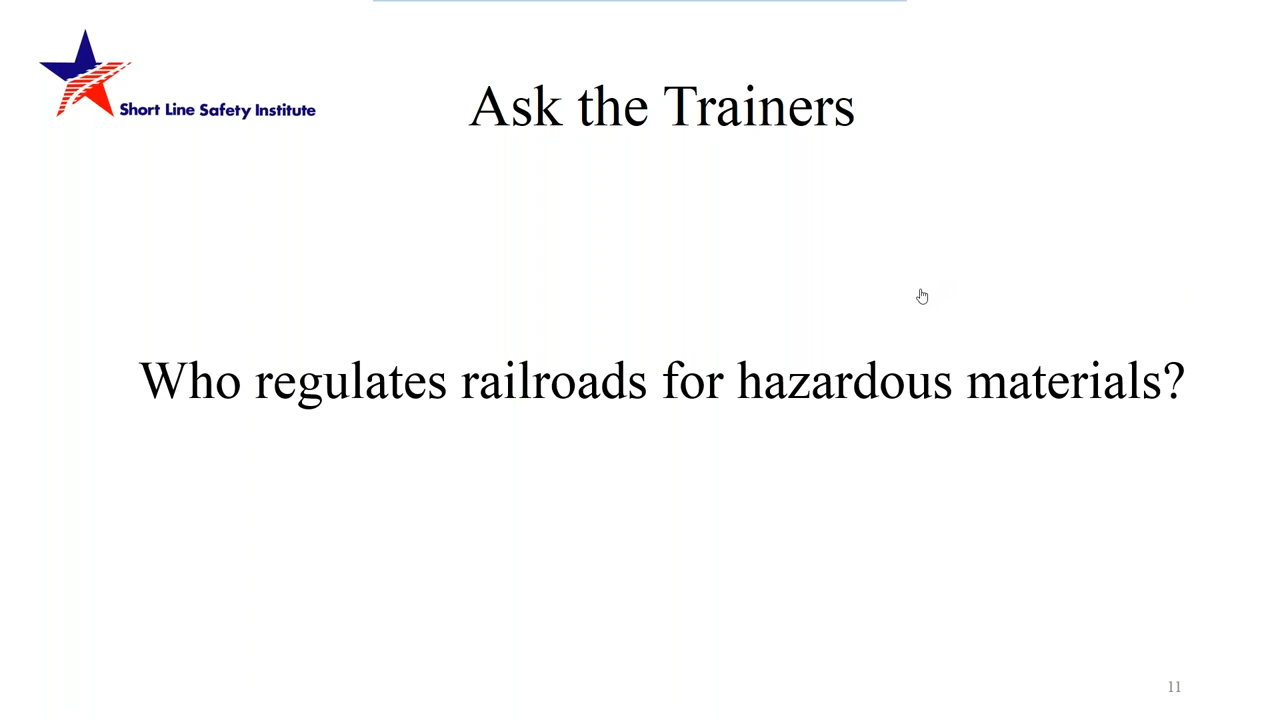 Short Line Safety Institute
Ask the Trainers
Who regulates railroads for hazardous materials?
11